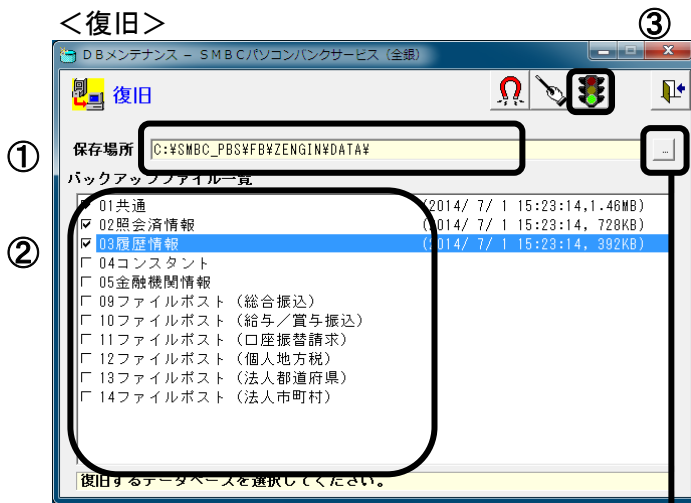 <復旧>
③
DBメンテナンス - SMBCパソコンバンクサービス (全銀)
復旧
①
保存場所 C:¥SMBC_PBS¥FB¥ZENGIN¥DATA¥ ...
バックアップファイル一覧
②
01共通 (2014/ 7/ 1 15:23:14,1.46MB)
02照会済情報 (2014/ 7/ 1 15:23:14, 728KB)
03履歴情報 (2014/ 7/ 1 15:23:14, 392KB)
04コンスタント
05金融機関情報
09ファイルポスト (総合振込)
10ファイルポスト (給与/賞与振込)
11ファイルポスト (口座振替請求)
12ファイルポスト (個人地方税)
13ファイルポスト (法人都道府県)
14ファイルポスト (法人市町村)
復旧するデータベースを選択してください。